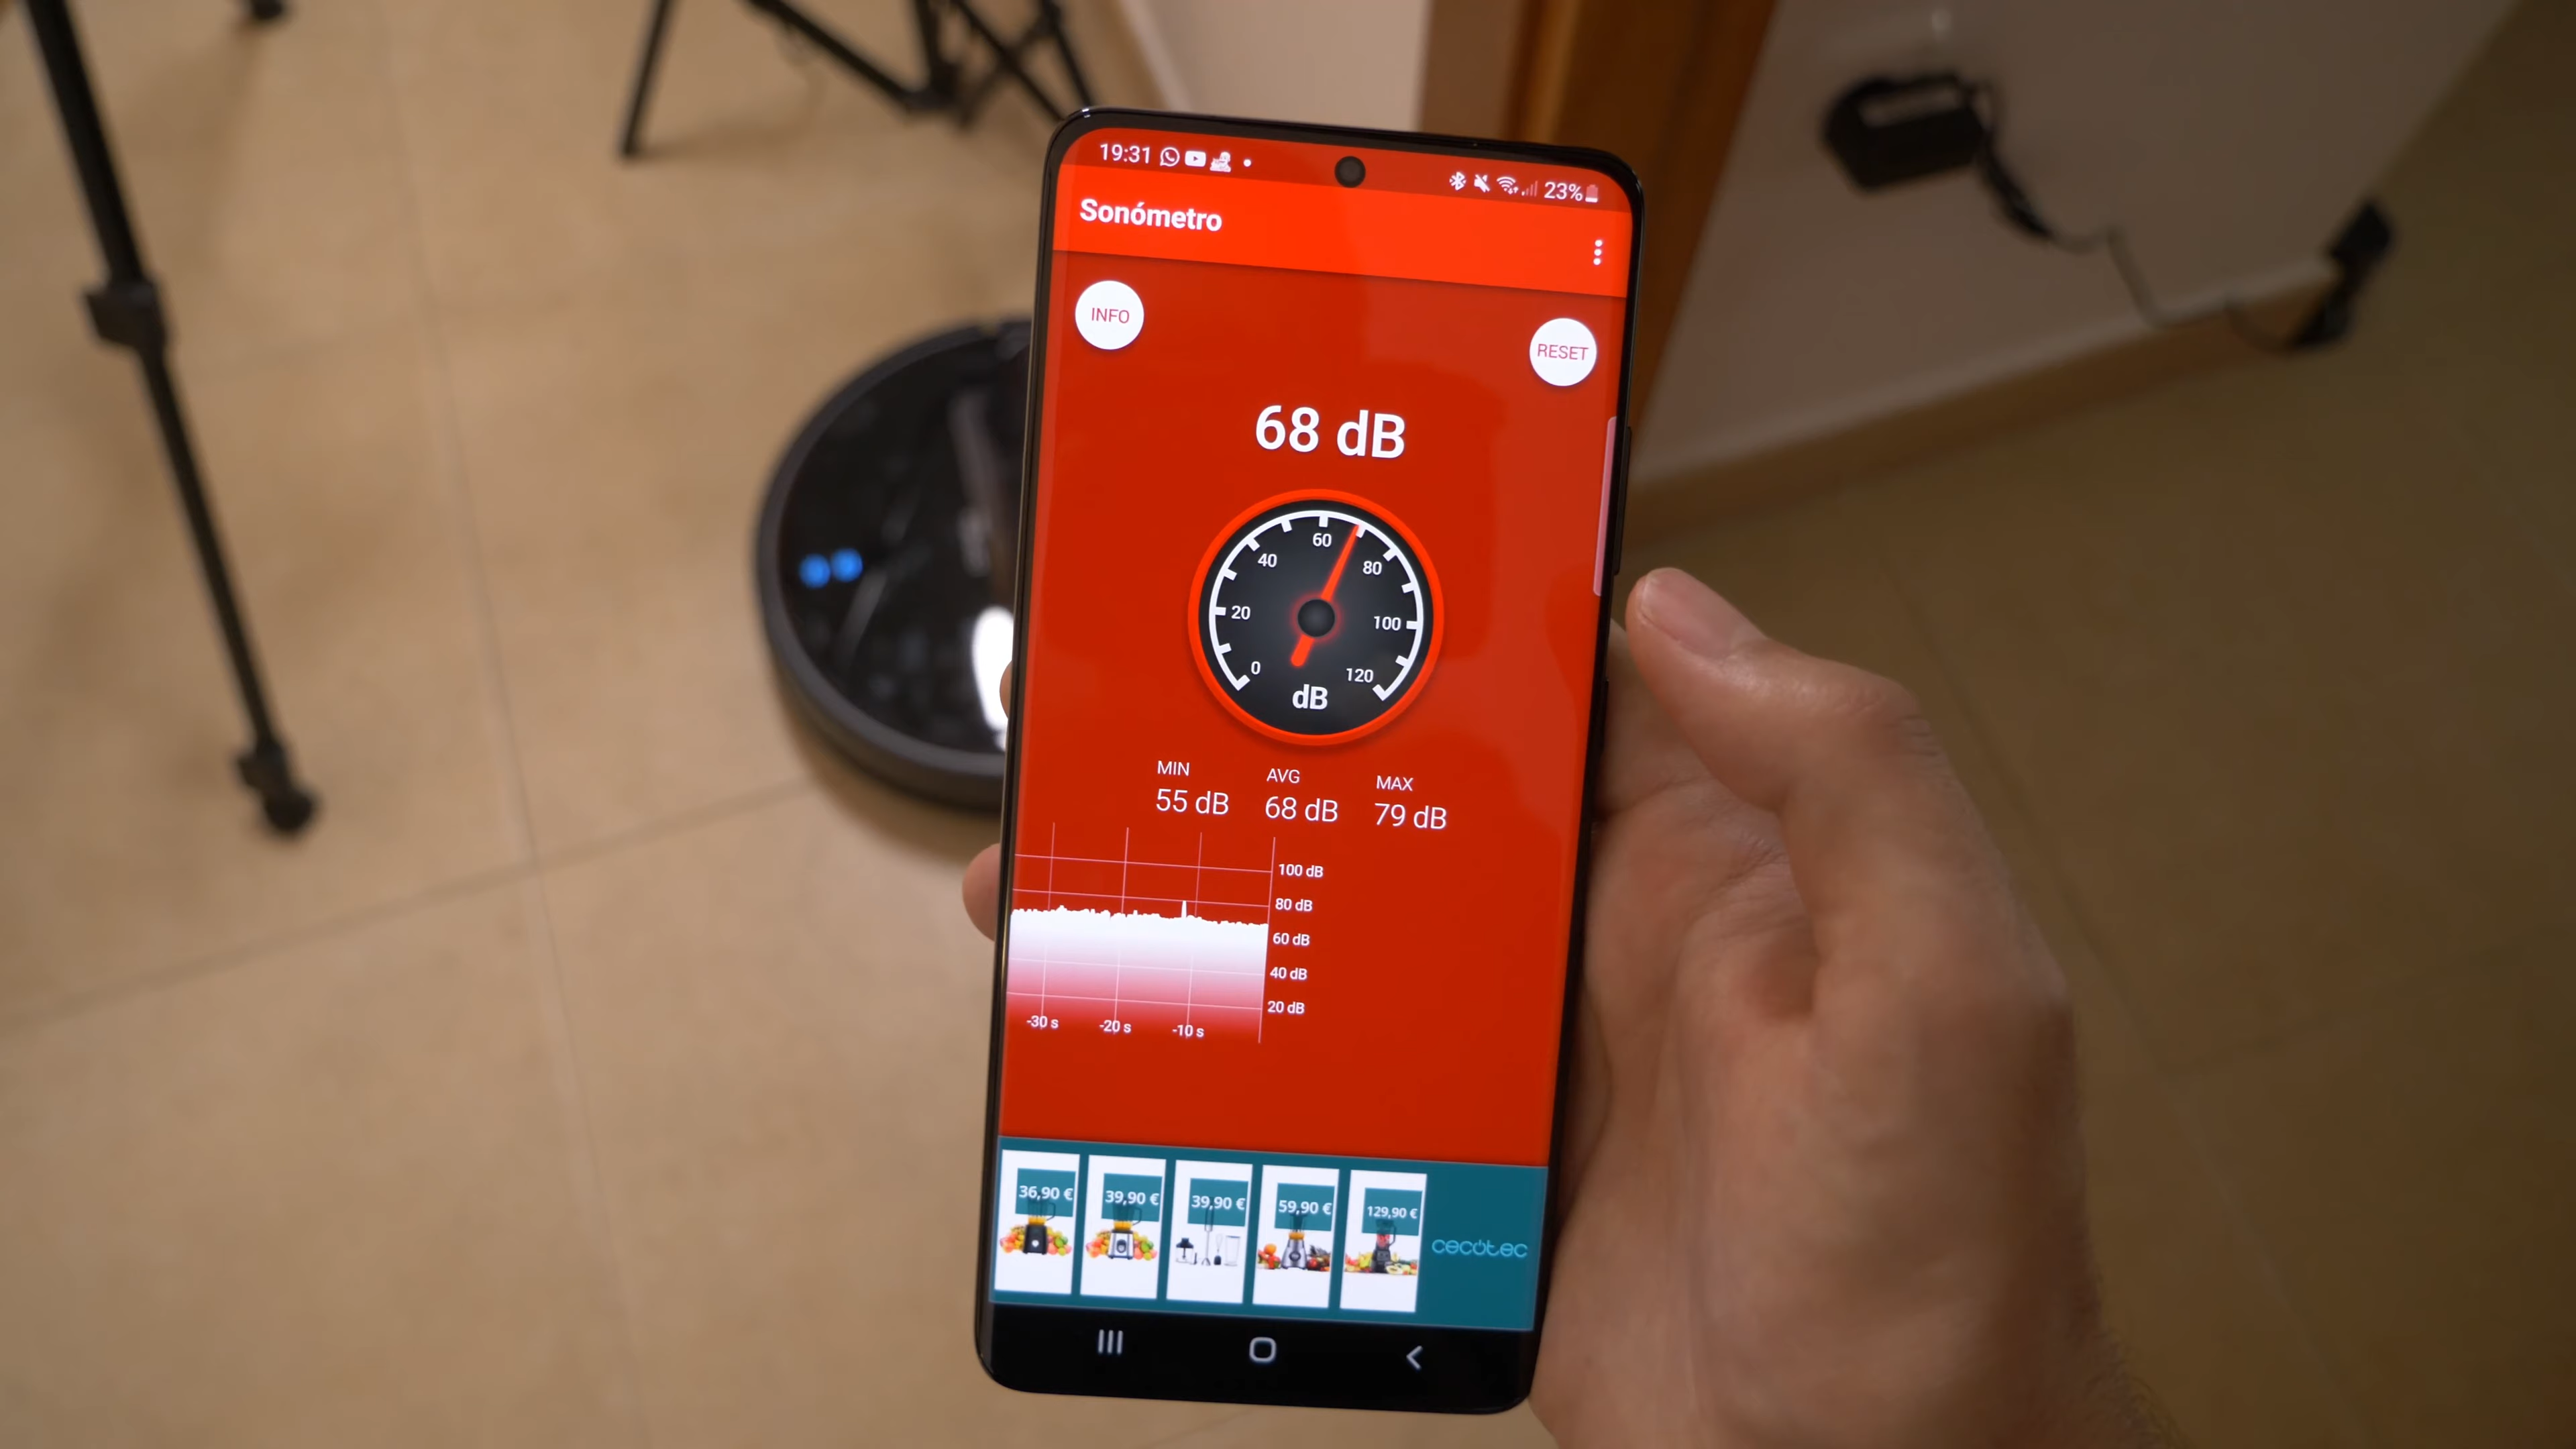 19:31
23%
Sonómetro
INFO
RESET
68 dB
0
20
40
60
80
100
120
dB
MIN
AVG
MAX
55 dB
68 dB
79 dB
100 dB
80 dB
60 dB
40 dB
20 dB
-30 s
-20 s
-10 s
36,90 €
39,90 €
39,90 €
59,90 €
129,90 €
cecotec